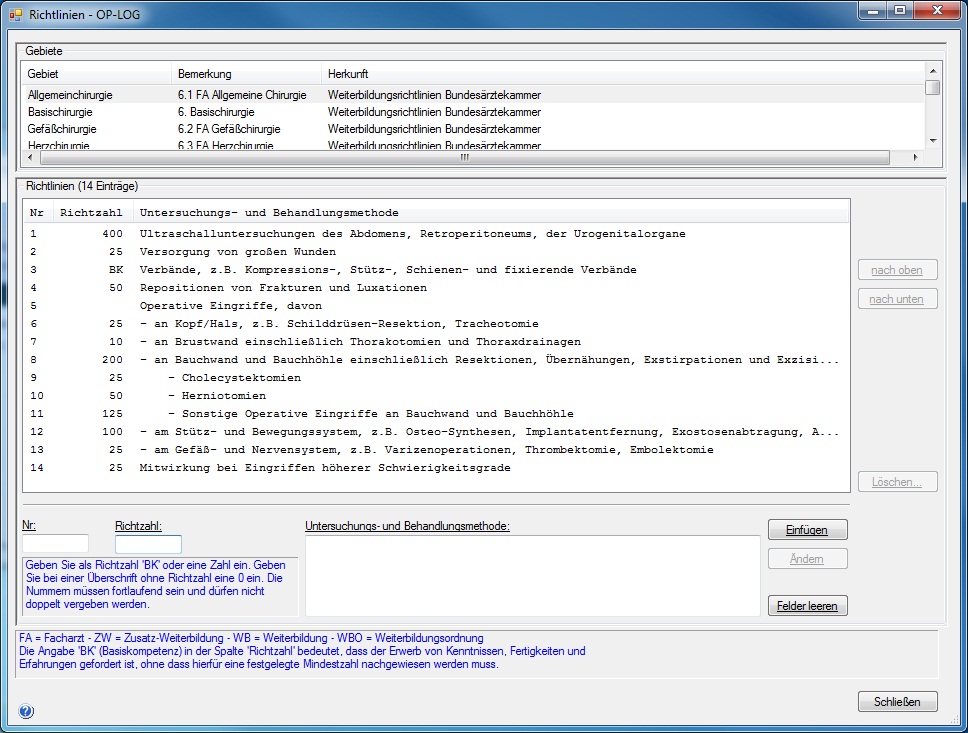 Richtlinien - OP-LOG
Gebiete
Gebiet Bemerkung Herkunft
Allgemeinchirurgie 6.1 FA Allgemeine Chirurgie Weiterbildungsrichtlinien Bundesärztekammer
Basischirurgie 6. Basischirurgie Weiterbildungsrichtlinien Bundesärztekammer
Gefäßchirurgie 6.2 FA Gefäßchirurgie Weiterbildungsrichtlinien Bundesärztekammer
Herzchirurgie 6.3 FA Herzchirurgie Weiterbildungsrichtlinien Bundesärztekammer
Richtlinien (14 Einträge)
Nr Richtzahl Untersuchungs- und Behandlungsmethode
1 400 Ultraschalluntersuchungen des Abdomens, Retroperitoneums, der Urogenitalorgane
2 25 Versorgung von großen Wunden
3 BK Verbände, z.B. Kompressions-, Stütz-, Schienen- und fixierende Verbände
4 50 Repositionen von Frakturen und Luxationen
5 Operative Eingriffe, davon
6 25 - an Kopf/Hals, z.B. Schilddrüsen-Resektion, Tracheotomie
7 10 - an Brustwand einschließlich Thorakotomien und Thoraxdrainagen
8 200 - an Bauchwand und Bauchhöhle einschließlich Resektionen, Übernähungen, Exstirpationen und Exzisi...
9 25 - Cholecystektomien
10 50 - Herniotomien
11 125 - Sonstige Operative Eingriffe an Bauchwand und Bauchhöhle
12 100 - am Stütz- und Bewegungssystem, z.B. Osteo-Synthesen, Implantatentfernung, Exostosenabtragung, A...
13 25 - am Gefäß- und Nervensystem, z.B. Varizenoperationen, Thrombektomie, Embolektomie
14 25 Mitwirkung bei Eingriffen höherer Schwierigkeitsgrade
nach oben
nach unten
Löschen...
Nr: Richtzahl: Untersuchungs- und Behandlungsmethode:
Einfügen
Ändern
Felder leeren
Geben Sie als Richtzahl 'BK' oder eine Zahl ein. Geben
Sie bei einer Überschrift ohne Richtzahl eine 0 ein. Die
Nummern müssen fortlaufend sein und dürfen nicht
doppelt vergeben werden.
FA = Facharzt - ZW = Zusatz-Weiterbildung - WB = Weiterbildung - WBO = Weiterbildungsordnung
Die Angabe 'BK' (Basiskompetenz) in der Spalte 'Richtzahl' bedeutet, dass der Erwerb von Kenntnissen, Fertigkeiten und
Erfahrungen gefordert ist, ohne dass hierfür eine festgelegte Mindestzahl nachgewiesen werden muss.
Schließen